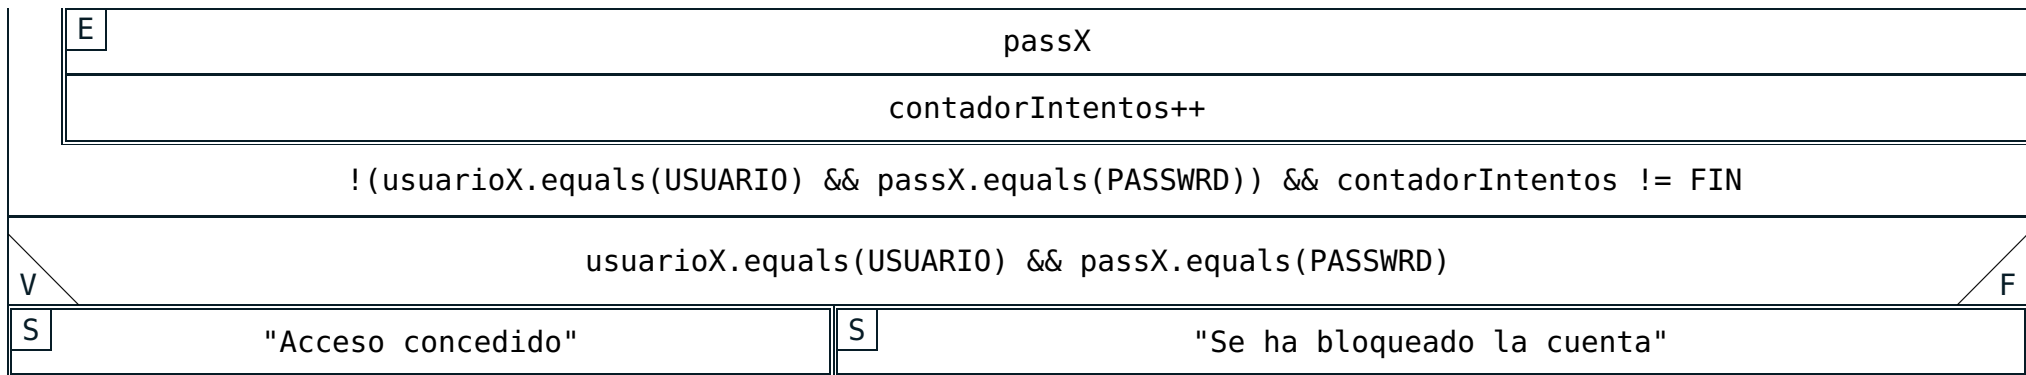 E
passX
contadorIntentos++
!(usuarioX.equals(USUARIO) && passX.equals(PASSWRD)) && contadorIntentos != FIN
usuarioX.equals(USUARIO) && passX.equals(PASSWRD)
V
F
S
"Acceso concedido"
S
"Se ha bloqueado la cuenta"